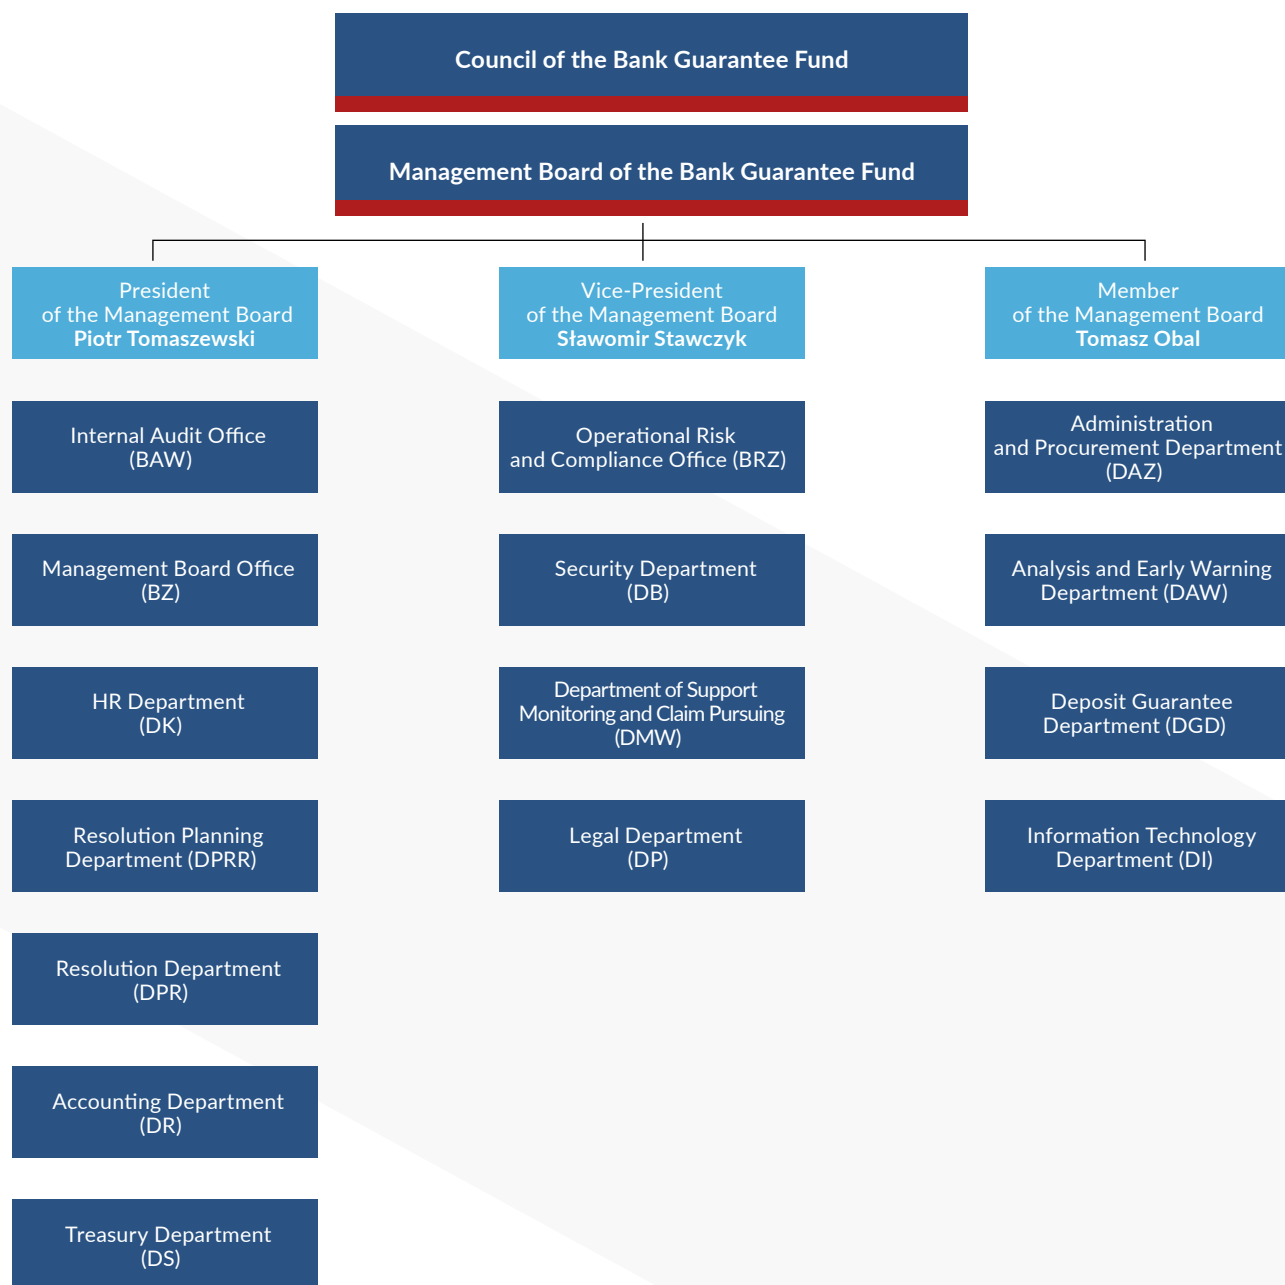 Council of the Bank Guarantee Fund
Management Board of the Bank Guarantee Fund
President
of the Management Board
Piotr Tomaszewski
Internal Audit Office
(BAW)
Management Board Office
(BZ)
HR Department
(DK)
Resolution Planning
Department (DPRR)
Resolution Department
(DPR)
Accounting Department
(DR)
Treasury Department
(DS)
Vice-President
of the Management Board
Sławomir Stawczyk
Operational Risk
and Compliance Office (BRZ)
Security Department
(DB)
Department of Support
Monitoring and Claim Pursuing
(DMW)
Legal Department
(DP)
Member
of the Management Board
Tomasz Obal
Administration
and Procurement Department
(DAZ)
Analysis and Early Warning
Department (DAW)
Deposit Guarantee
Department (DGD)
Information Technology
Department (DI)